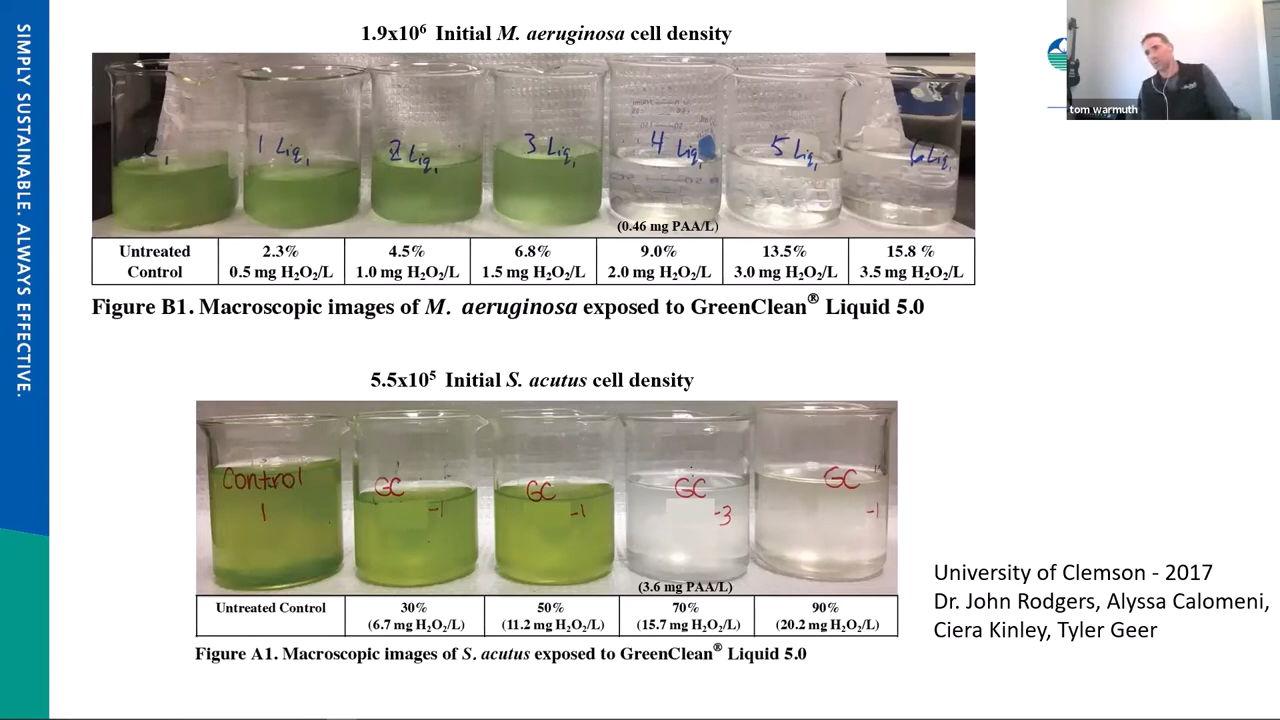 SIMPLY SUSTAINABLE. ALWAYS EFFECTIVE.
1.9x10⁶ Initial M. aeruginosa cell density
tom warmuth
C₁
1 Liq₁
2 Liq₁
3 Liq₁
4 Liq₁
5 Liq₁
6 Liq₁
(0.46 mg PAA/L)
Untreated Control
2.3% 0.5 mg H₂O₂/L
4.5% 1.0 mg H₂O₂/L
6.8% 1.5 mg H₂O₂/L
9.0% 2.0 mg H₂O₂/L
13.5% 3.0 mg H₂O₂/L
15.8 % 3.5 mg H₂O₂/L
Figure B1. Macroscopic images of M. aeruginosa exposed to GreenClean® Liquid 5.0
5.5x10⁵ Initial S. acutus cell density
Control 1
GC -1
GC -1
GC -3
GC -1
(3.6 mg PAA/L)
Untreated Control
30% (6.7 mg H₂O₂/L)
50% (11.2 mg H₂O₂/L)
70% (15.7 mg H₂O₂/L)
90% (20.2 mg H₂O₂/L)
Figure A1. Macroscopic images of S. acutus exposed to GreenClean® Liquid 5.0
University of Clemson - 2017
Dr. John Rodgers, Alyssa Calomeni,
Ciera Kinley, Tyler Geer